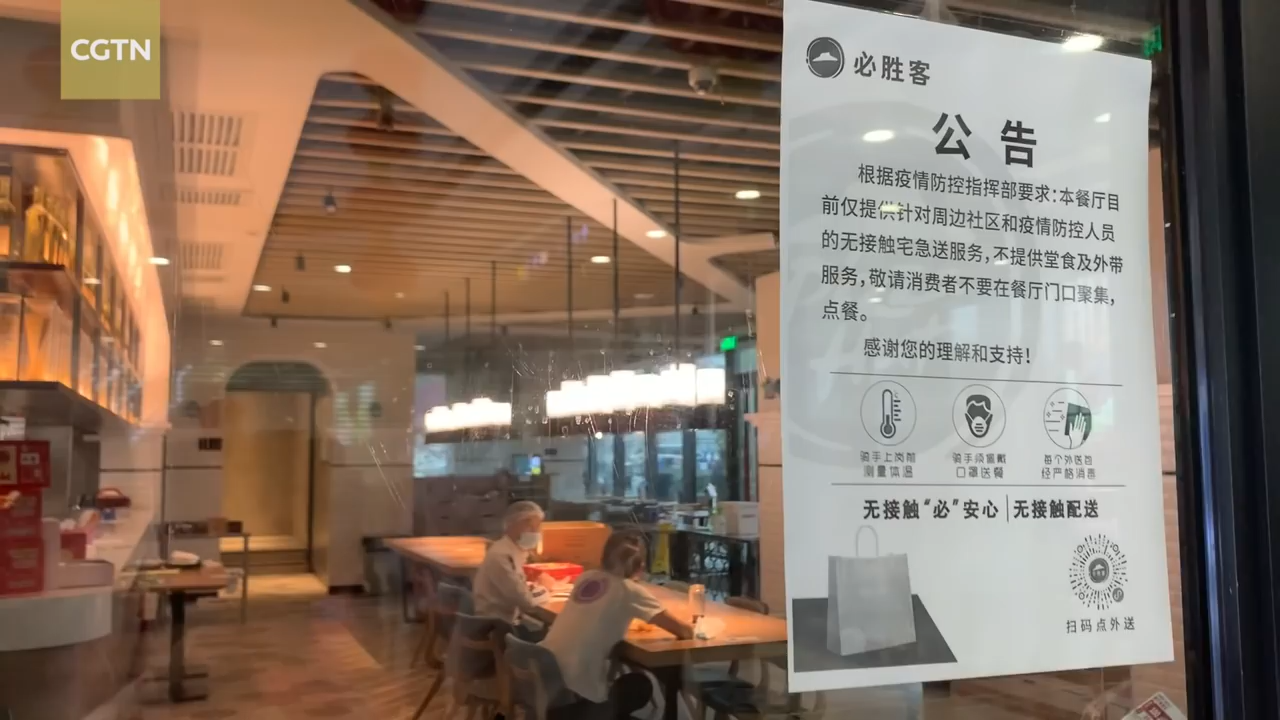 CGTN
必胜客
公告
根据疫情防控指挥部要求:本餐厅目
前仅提供针对周边社区和疫情防控人员
的无接触宅急送服务,不提供堂食及外带
服务,敬请消费者不要在餐厅门口聚集,
点餐。
感谢您的理解和支持!
骑手上岗前
测量体温
骑手须佩戴
口罩送餐
每个外送包
经严格消毒
无接触“必”安心|无接触配送
扫码点外送